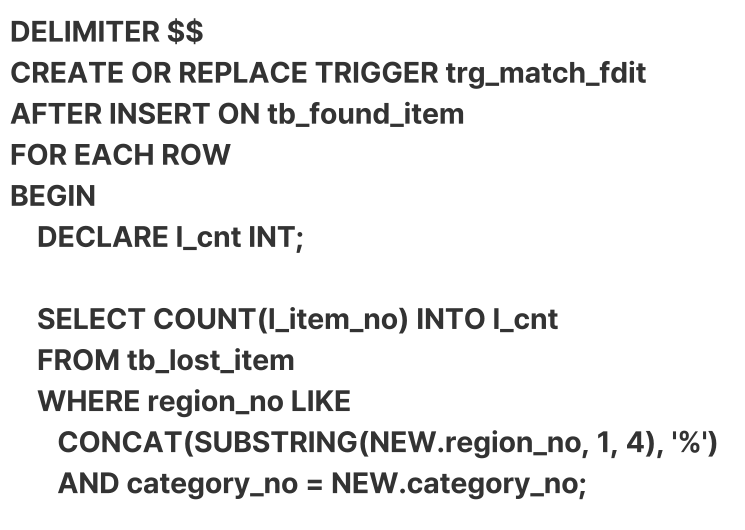 DELIMITER $$
CREATE OR REPLACE TRIGGER trg_match_fdit
AFTER INSERT ON tb_found_item
FOR EACH ROW
BEGIN
DECLARE l_cnt INT;
SELECT COUNT(l_item_no) INTO l_cnt
FROM tb_lost_item
WHERE region_no LIKE
CONCAT(SUBSTRING(NEW.region_no, 1, 4), '%')
AND category_no = NEW.category_no;